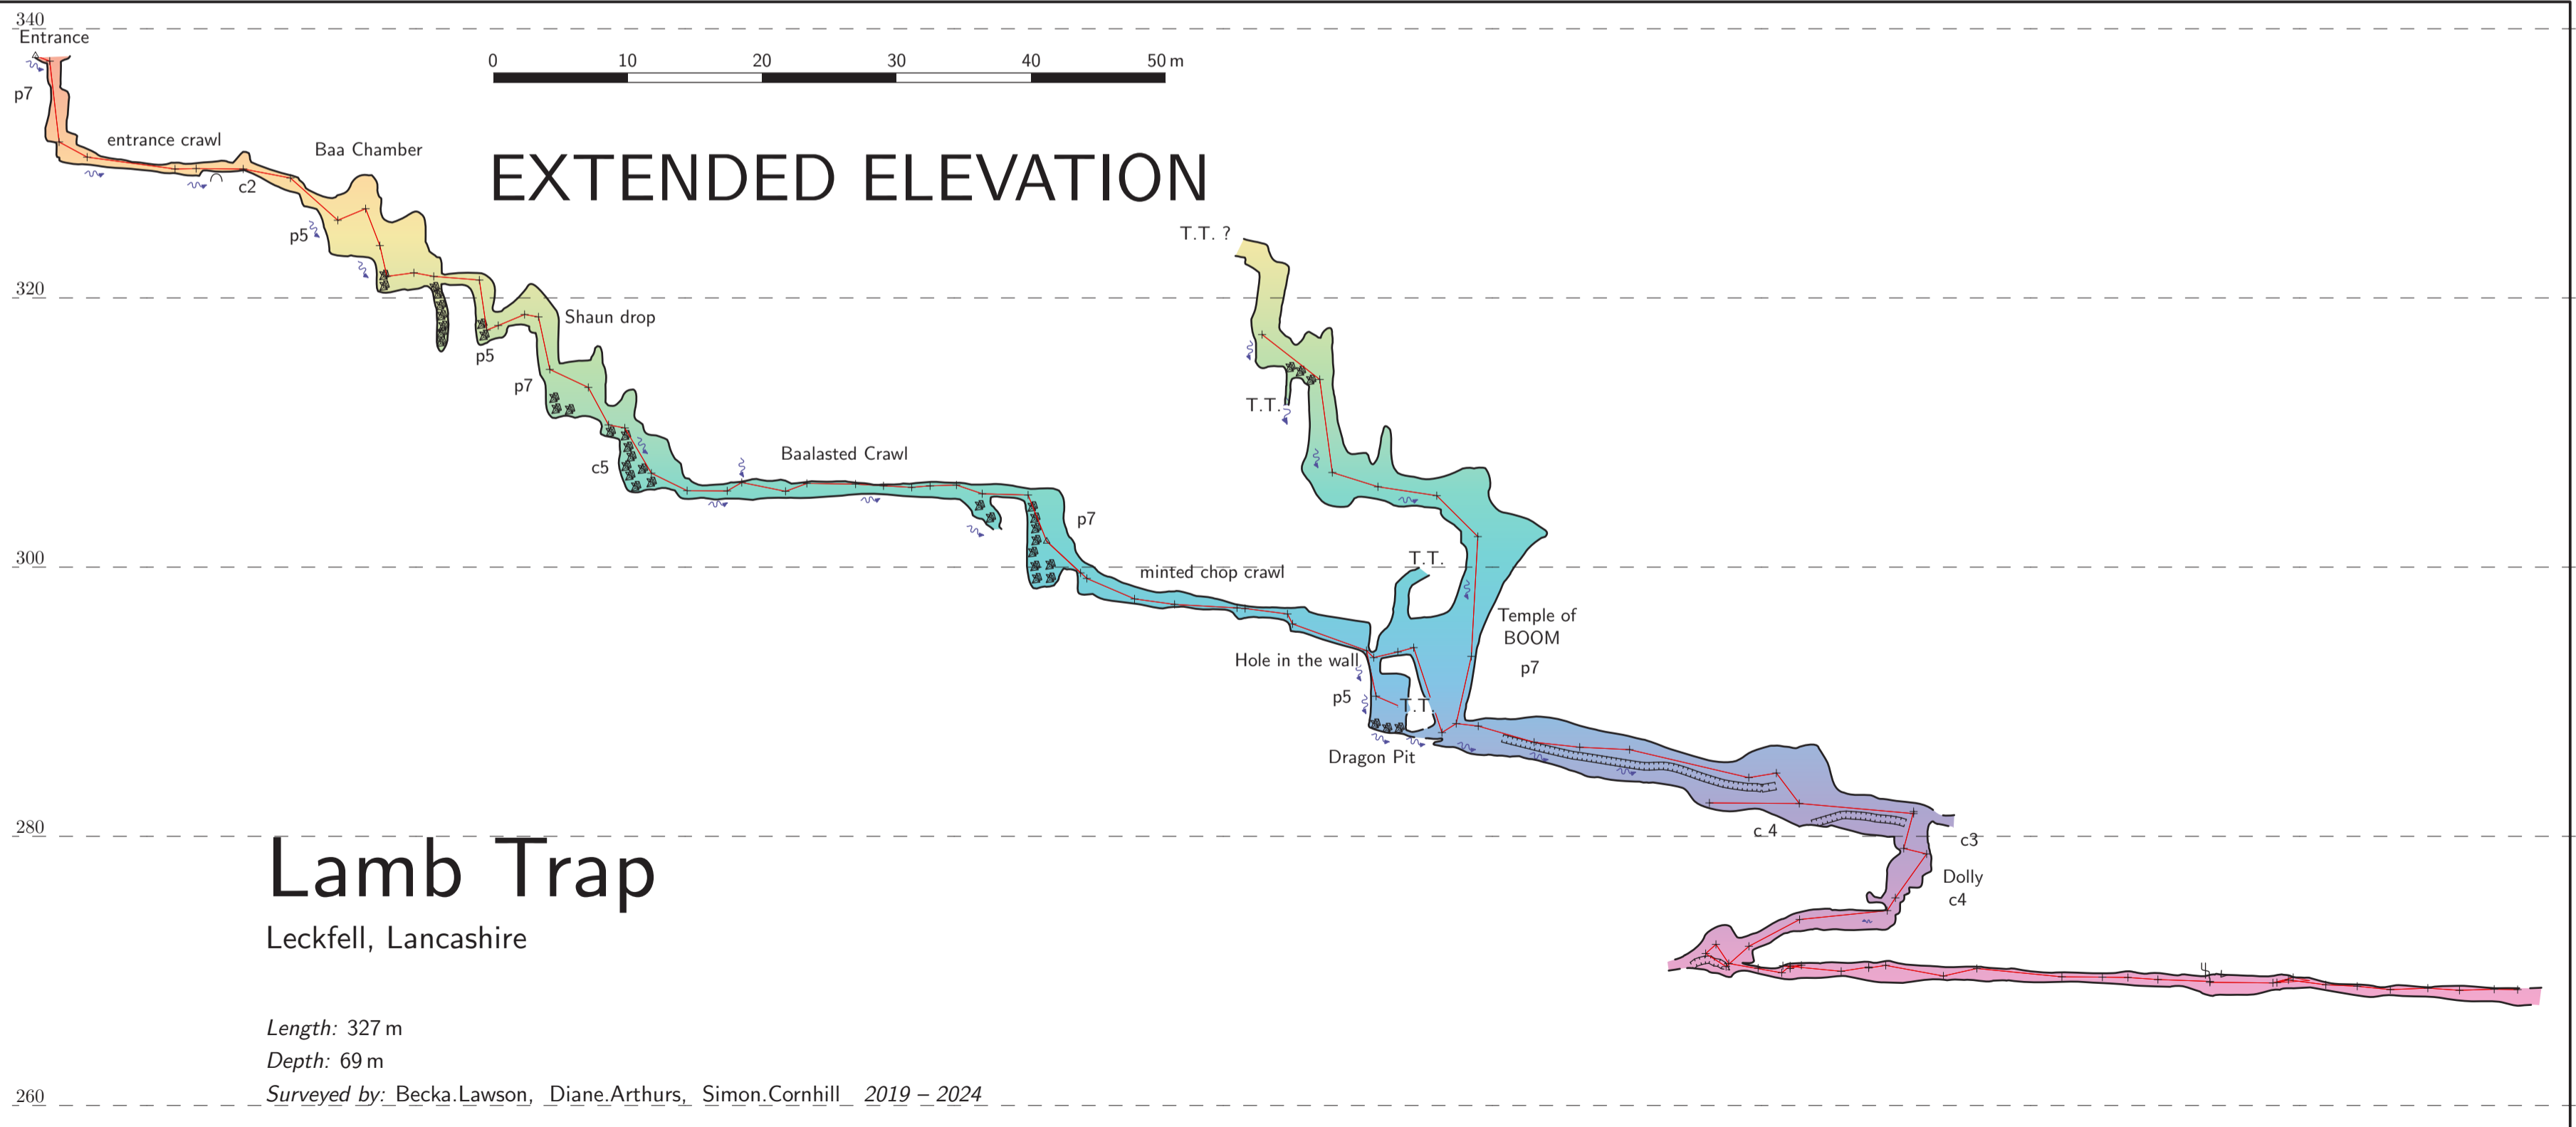 340
Entrance
0 10 20 30 40 50 m
p7
entrance crawl
Baa Chamber
c2
EXTENDED ELEVATION
p5
T.T. ?
320
Shaun drop
p5
p7
T.T.
Baalasted Crawl
c5
p7
300
T.T.
minted chop crawl
Temple of
BOOM
Hole in the wall
p7
p5
T.T.
Dragon Pit
280
c 4
c3
Lamb Trap
Dolly
c4
Leckfell, Lancashire
Length: 327 m
Depth: 69 m
260
Surveyed by: Becka.Lawson, Diane.Arthurs, Simon.Cornhill 2019 – 2024